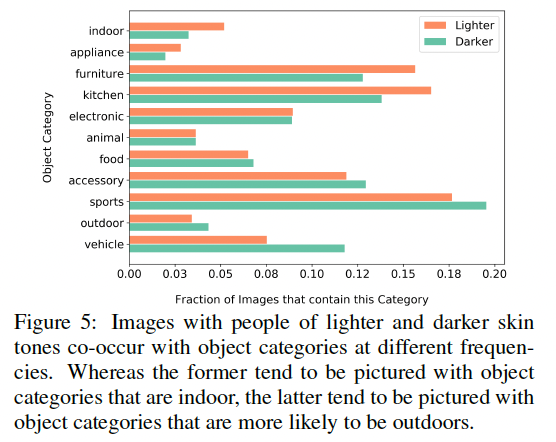 Lighter
Darker
indoor
appliance
furniture
kitchen
electronic
animal
food
accessory
sports
outdoor
vehicle
Object Category
0.00 0.03 0.05 0.08 0.10 0.12 0.15 0.18 0.20
Fraction of Images that contain this Category
Figure 5: Images with people of lighter and darker skin
tones co-occur with object categories at different frequen-
cies. Whereas the former tend to be pictured with object
categories that are indoor, the latter tend to be pictured with
object categories that are more likely to be outdoors.